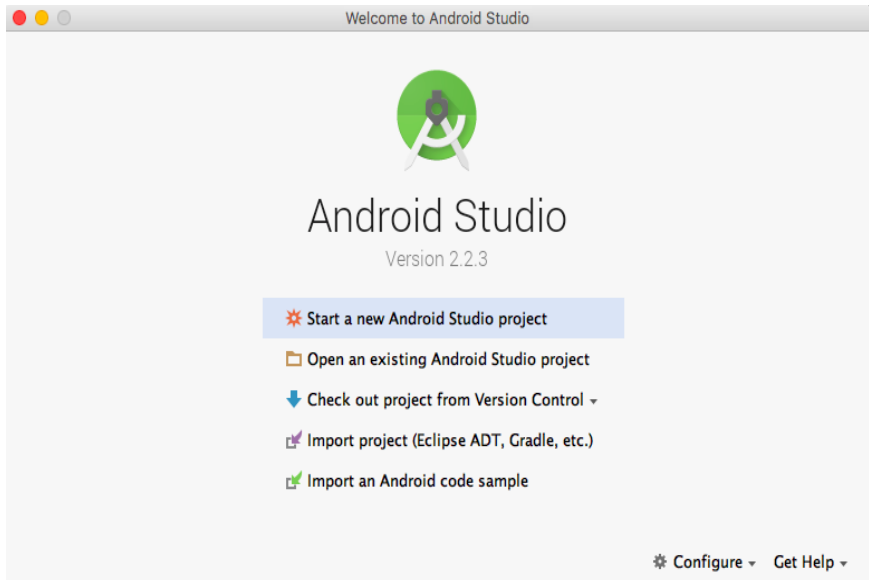 Welcome to Android Studio
Android Studio
Version 2.2.3
Start a new Android Studio project
Open an existing Android Studio project
Check out project from Version Control
Import project (Eclipse ADT, Gradle, etc.)
Import an Android code sample
Configure Get Help